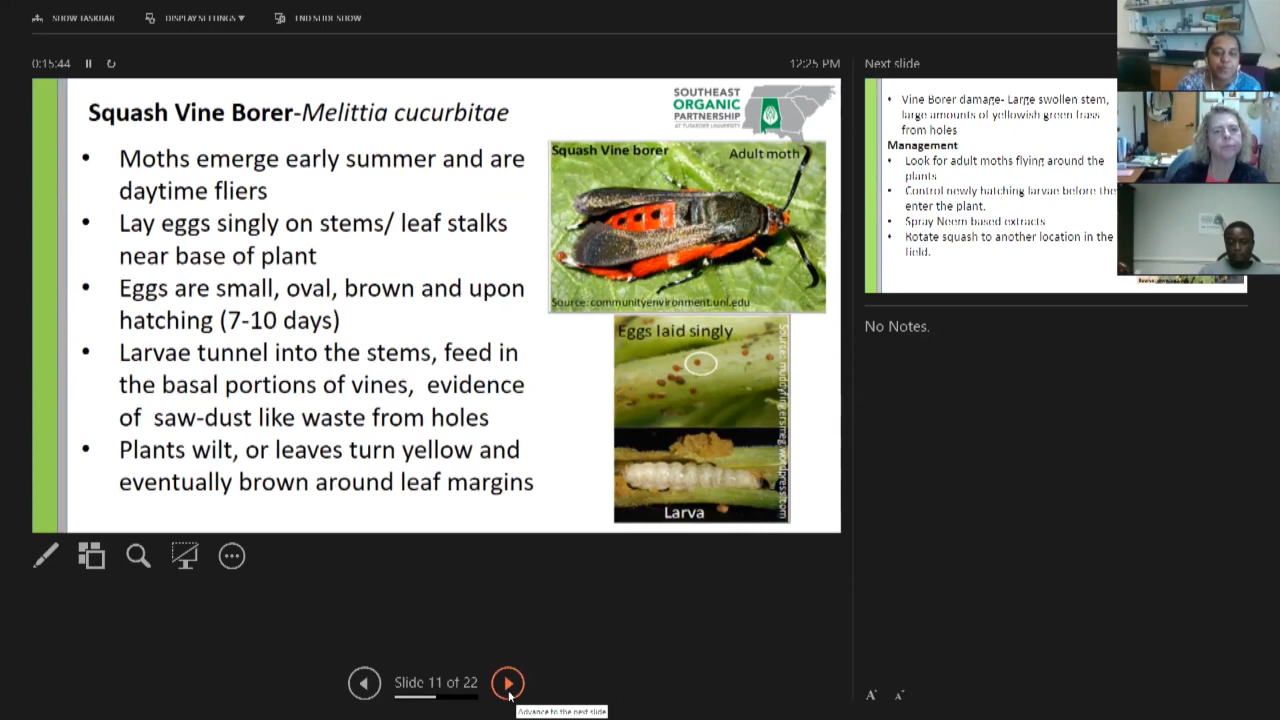 SHOW TASKBAR
DISPLAY SETTINGS ▼
END SLIDE SHOW
0:15:44
12:25 PM
Squash Vine Borer-Melittia cucurbitae
SOUTHEAST
ORGANIC
PARTNERSHIP
AT TUSKEGEE UNIVERSITY
• Moths emerge early summer and are
daytime fliers
• Lay eggs singly on stems/ leaf stalks
near base of plant
• Eggs are small, oval, brown and upon
hatching (7-10 days)
• Larvae tunnel into the stems, feed in
the basal portions of vines, evidence
of saw-dust like waste from holes
• Plants wilt, or leaves turn yellow and
eventually brown around leaf margins
Squash Vine borer
Adult moth
Source: communityenvironment.unl.edu
Eggs laid singly
Larva
Source: muddyfingersmeg.wordpress.com
Slide 11 of 22
Advance to the next slide
Next slide
• Vine Borer damage- Large swollen stem,
large amounts of yellowish green frass
from holes
Management
• Look for adult moths flying around the
plants
• Control newly hatching larvae before the
enter the plant.
• Spray Neem based extracts
• Rotate squash to another location in the
field.
No Notes.
A
A